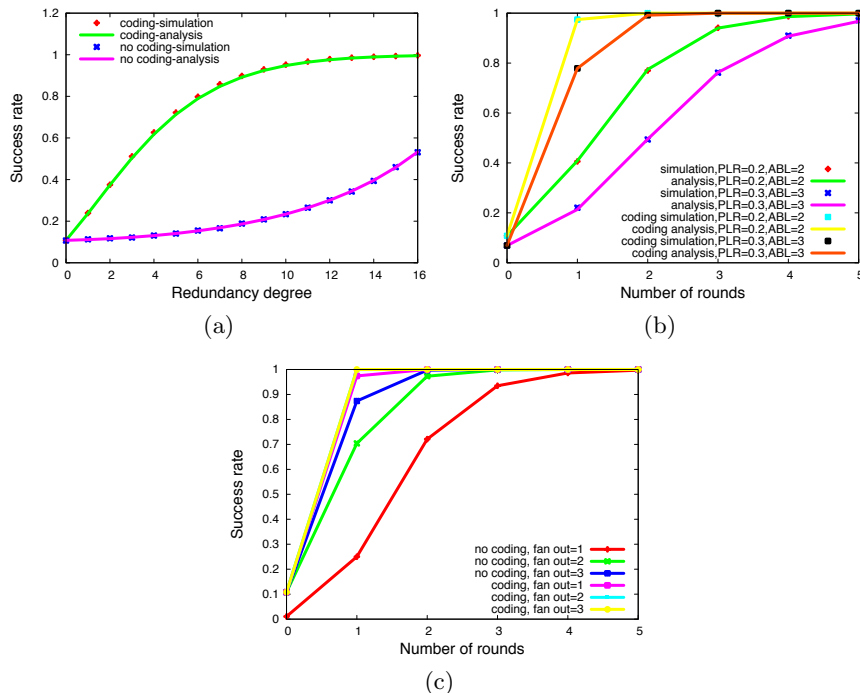 1.2
1
0.8
0.6
0.4
0.2
0
Success rate
coding-simulation
coding-analysis
no coding-simulation
no coding-analysis
0 2 4 6 8 10 12 14 16
Redundancy degree
(a)
1
0.8
0.6
0.4
0.2
0
Success rate
simulation,PLR=0.2,ABL=2
analysis,PLR=0.2,ABL=2
simulation,PLR=0.3,ABL=3
analysis,PLR=0.3,ABL=3
coding simulation,PLR=0.2,ABL=2
coding analysis,PLR=0.2,ABL=2
coding simulation,PLR=0.3,ABL=3
coding analysis,PLR=0.3,ABL=3
0 1 2 3 4 5
Number of rounds
(b)
1
0.9
0.8
0.7
0.6
0.5
0.4
0.3
0.2
0.1
0
Success rate
no coding, fan out=1
no coding, fan out=2
no coding, fan out=3
coding, fan out=1
coding, fan out=2
coding, fan out=3
0 1 2 3 4 5
Number of rounds
(c)